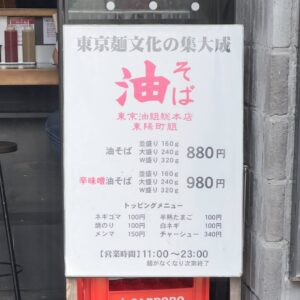 東京麺文化の集大成
油そば
東京油組総本店
東陽町組
油そば
並盛り 160g
大盛り 240g
W盛り 320g
880円
辛味噌油そば
並盛り 160g
大盛り 240g
W盛り 320g
980円
トッピングメニュー
ネギゴマ 100円 半熟たまご 100円
焼のり 100円 白ネギ 100円
メンマ 150円 チャーシュー 340円
【営業時間】11:00〜23:00
麺がなくなり次第終了
SAPPORO